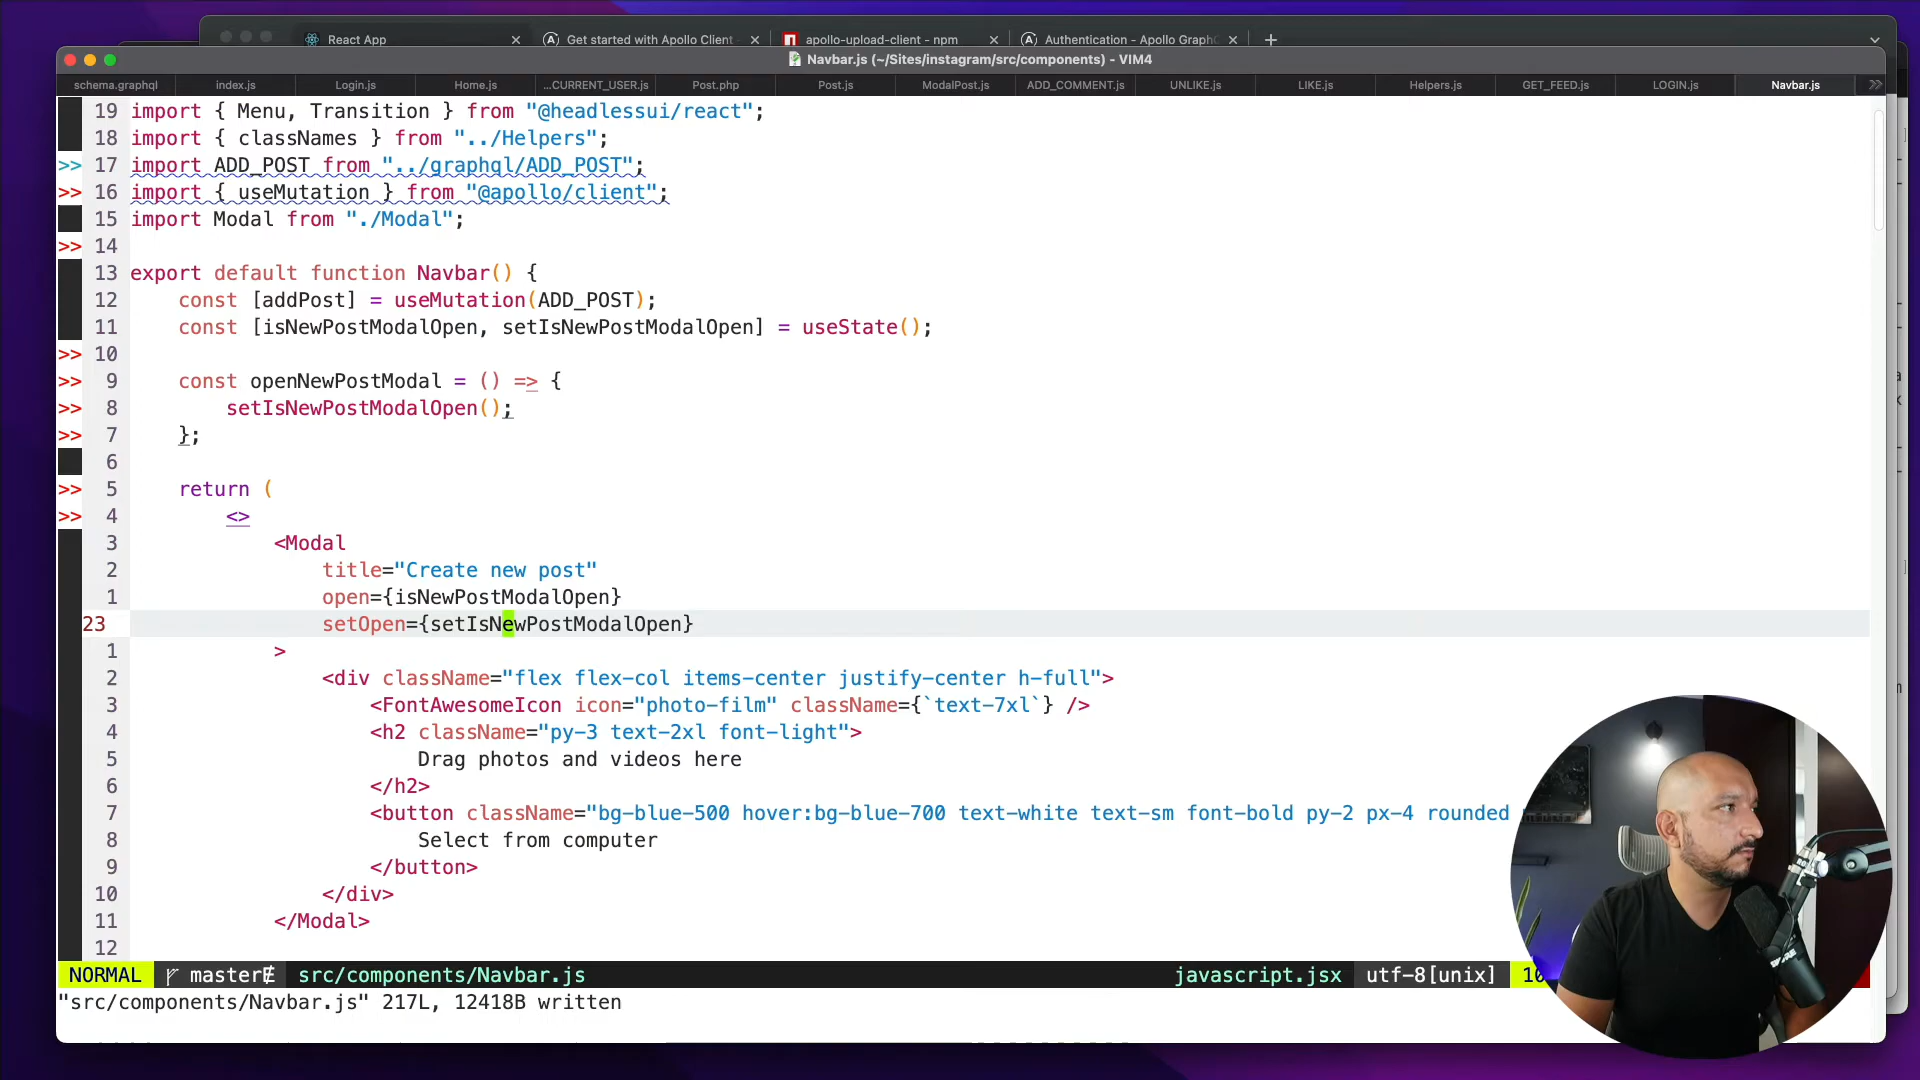 React App
Get started with Apollo Client -
apollo-upload-client - npm
Authentication - Apollo Graph
Navbar.js (~/Sites/instagram/src/components) - VIM4
schema.graphql
index.js
Login.js
Home.js
...CURRENT_USER.js
Post.php
Post.js
ModalPost.js
ADD_COMMENT.js
UNLIKE.js
LIKE.js
Helpers.js
GET_FEED.js
LOGIN.js
Navbar.js
19 import { Menu, Transition } from "@headlessui/react";
18 import { classNames } from "../Helpers";
>> 17 import ADD_POST from "../graphql/ADD_POST";
>> 16 import { useMutation } from "@apollo/client";
15 import Modal from "./Modal";
>> 14
13 export default function Navbar() {
12 const [addPost] = useMutation(ADD_POST);
11 const [isNewPostModalOpen, setIsNewPostModalOpen] = useState();
>> 10
>> 9 const openNewPostModal = () => {
>> 8 setIsNewPostModalOpen();
>> 7 };
6
>> 5 return (
>> 4 <>
3 <Modal
2 title="Create new post"
1 open={isNewPostModalOpen}
23 setOpen={setIsNewPostModalOpen}
1 >
2 <div className="flex flex-col items-center justify-center h-full">
3 <FontAwesomeIcon icon="photo-film" className={`text-7xl`} />
4 <h2 className="py-3 text-2xl font-light">
5 Drag photos and videos here
6 </h2>
7 <button className="bg-blue-500 hover:bg-blue-700 text-white text-sm font-bold py-2 px-4 rounded
8 Select from computer
9 </button>
10 </div>
11 </Modal>
12
NORMAL master src/components/Navbar.js javascript.jsx utf-8[unix] 10
"src/components/Navbar.js" 217L, 12418B written